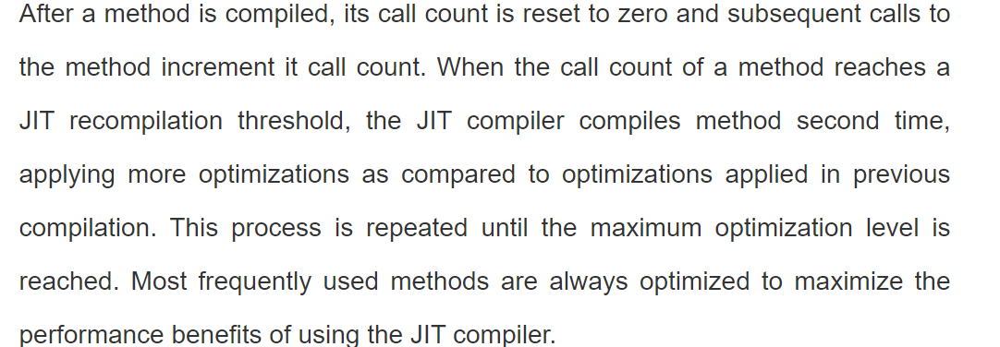 After a method is compiled, its call count is reset to zero and subsequent calls to
the method increment it call count. When the call count of a method reaches a
JIT recompilation threshold, the JIT compiler compiles method second time,
applying more optimizations as compared to optimizations applied in previous
compilation. This process is repeated until the maximum optimization level is
reached. Most frequently used methods are always optimized to maximize the
performance benefits of using the JIT compiler.